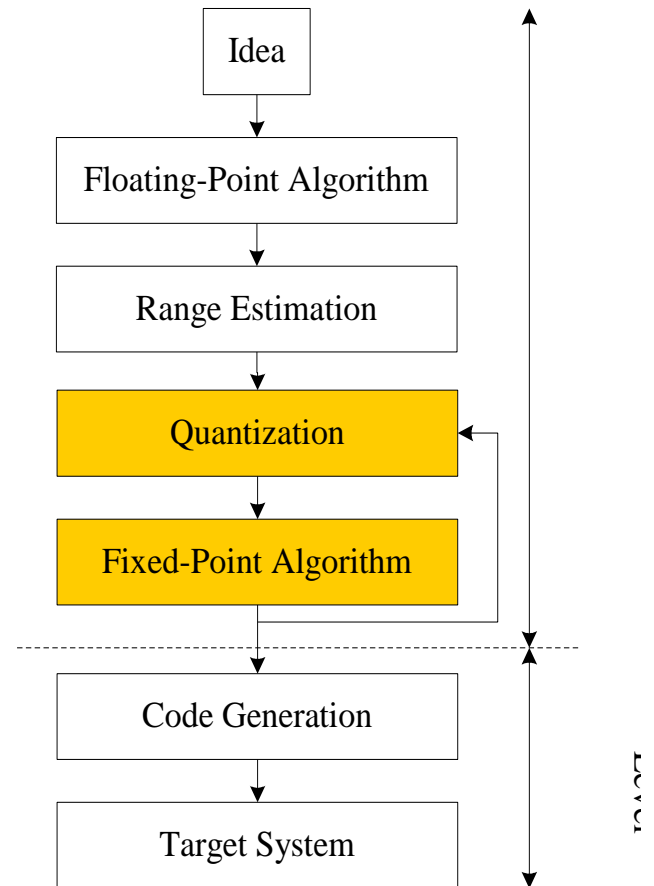 Idea
Floating-Point Algorithm
Range Estimation
Quantization
Fixed-Point Algorithm
Code Generation
Target System